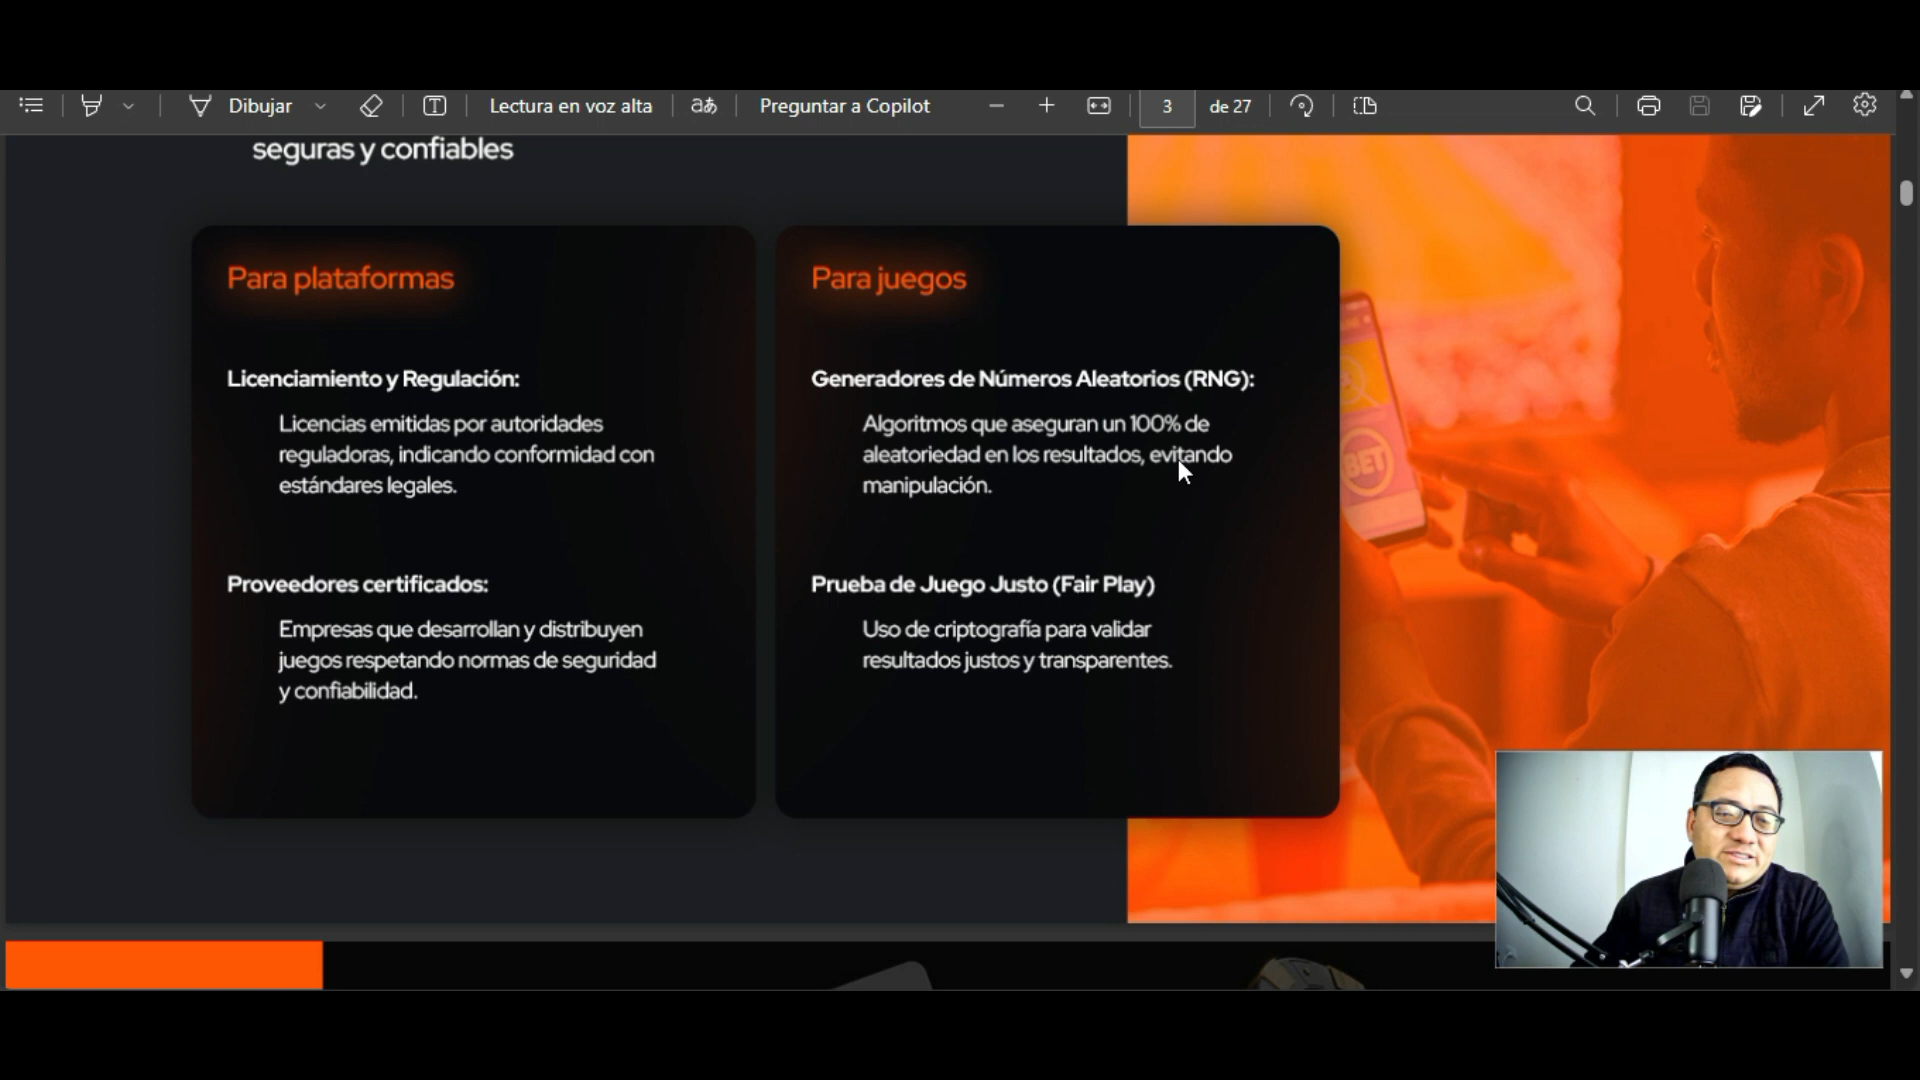 Dibujar
Lectura en voz alta
aあ
Preguntar a Copilot
3
de 27
seguras y confiables
Para plataformas
Licenciamiento y Regulación:
Licencias emitidas por autoridades
reguladoras, indicando conformidad con
estándares legales.
Proveedores certificados:
Empresas que desarrollan y distribuyen
juegos respetando normas de seguridad
y confiabilidad.
Para juegos
Generadores de Números Aleatorios (RNG):
Algoritmos que aseguran un 100% de
aleatoriedad en los resultados, evitando
manipulación.
Prueba de Juego Justo (Fair Play)
Uso de criptografía para validar
resultados justos y transparentes.
BET